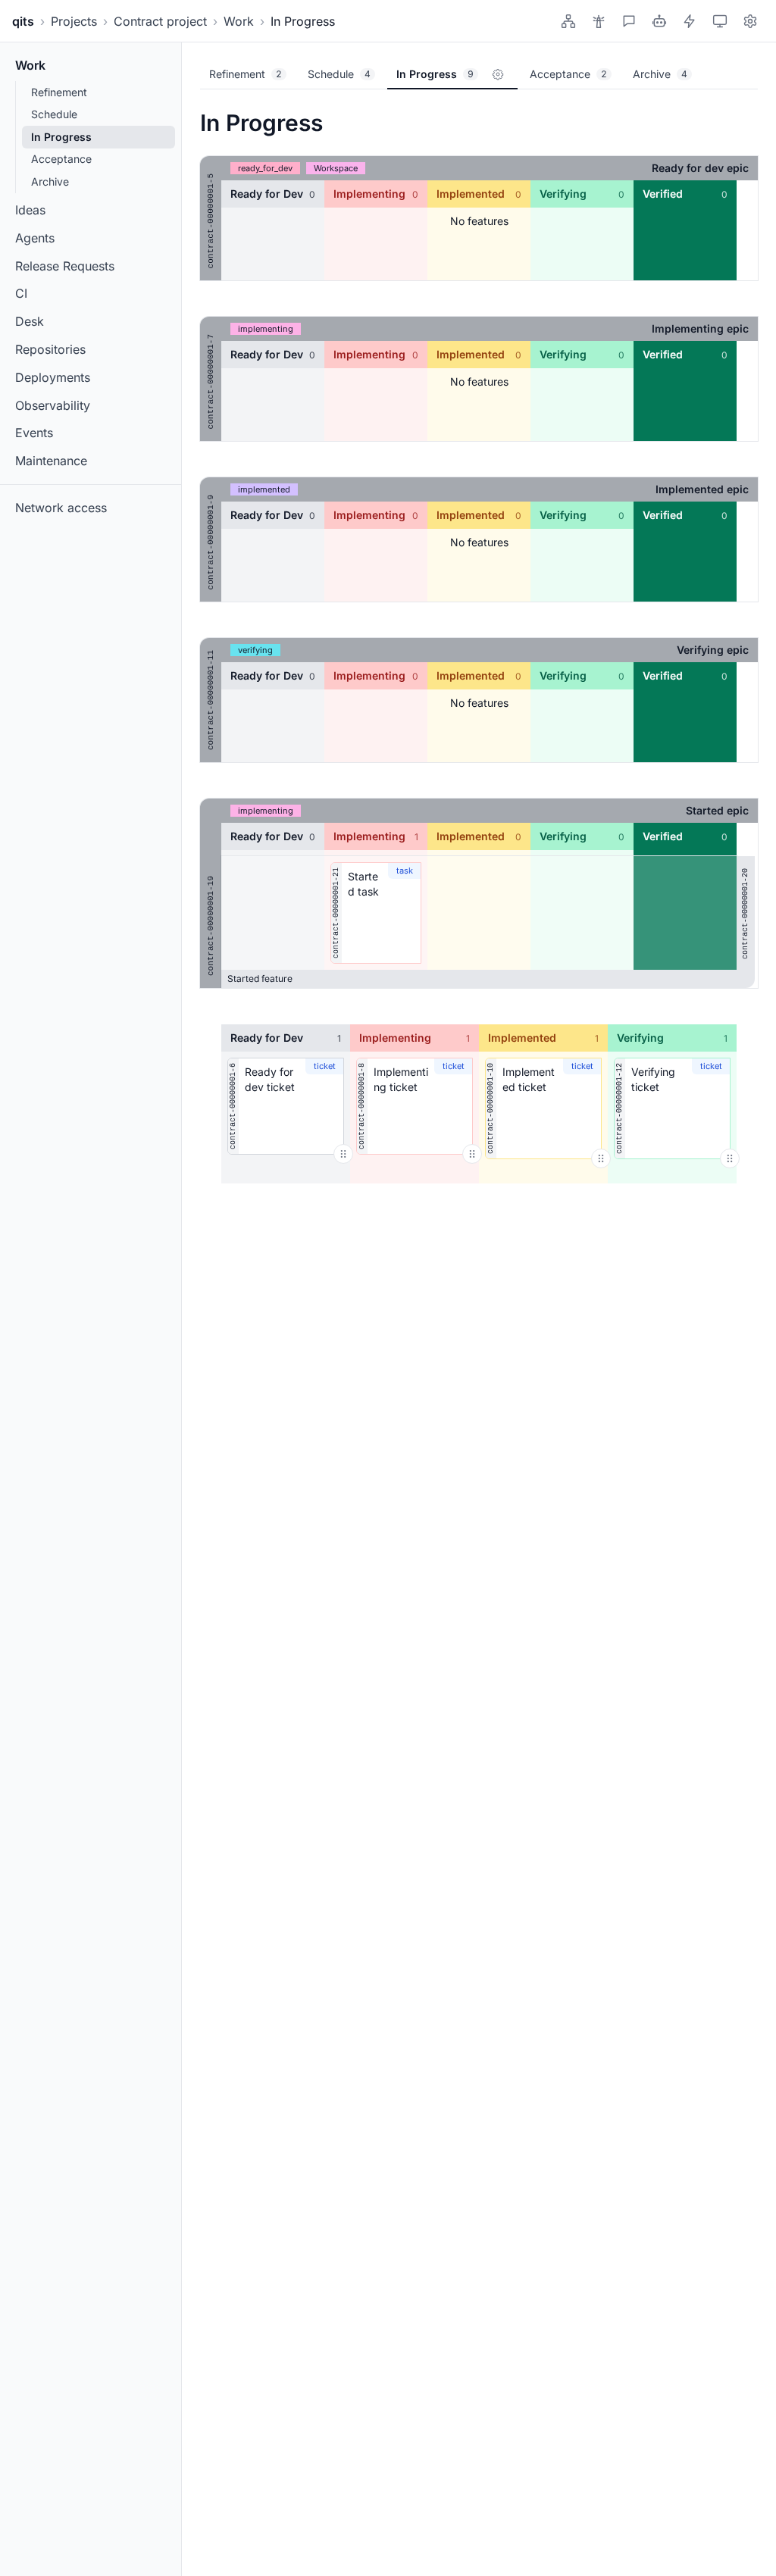 qits › Projects › Contract project › Work › In Progress
Work
Refinement
Schedule
In Progress
Acceptance
Archive
Ideas
Agents
Release Requests
CI
Desk
Repositories
Deployments
Observability
Events
Maintenance
Network access
Refinement 2 Schedule 4 In Progress 9 Acceptance 2 Archive 4
In Progress
contract-00000001-5
ready_for_dev Workspace Ready for dev epic
Ready for Dev 0 Implementing 0 Implemented 0 Verifying 0 Verified 0
No features
contract-00000001-7
implementing Implementing epic
Ready for Dev 0 Implementing 0 Implemented 0 Verifying 0 Verified 0
No features
contract-00000001-9
implemented Implemented epic
Ready for Dev 0 Implementing 0 Implemented 0 Verifying 0 Verified 0
No features
contract-00000001-11
verifying Verifying epic
Ready for Dev 0 Implementing 0 Implemented 0 Verifying 0 Verified 0
No features
contract-00000001-19
implementing Started epic
Ready for Dev 0 Implementing 1 Implemented 0 Verifying 0 Verified 0
contract-00000001-21
task
Starte
d task
contract-00000001-20
Started feature
Ready for Dev 1 Implementing 1 Implemented 1 Verifying 1
contract-00000001-6
ticket
Ready for
dev ticket
contract-00000001-8
ticket
Implementi
ng ticket
contract-00000001-10
ticket
Implement
ed ticket
contract-00000001-12
ticket
Verifying
ticket